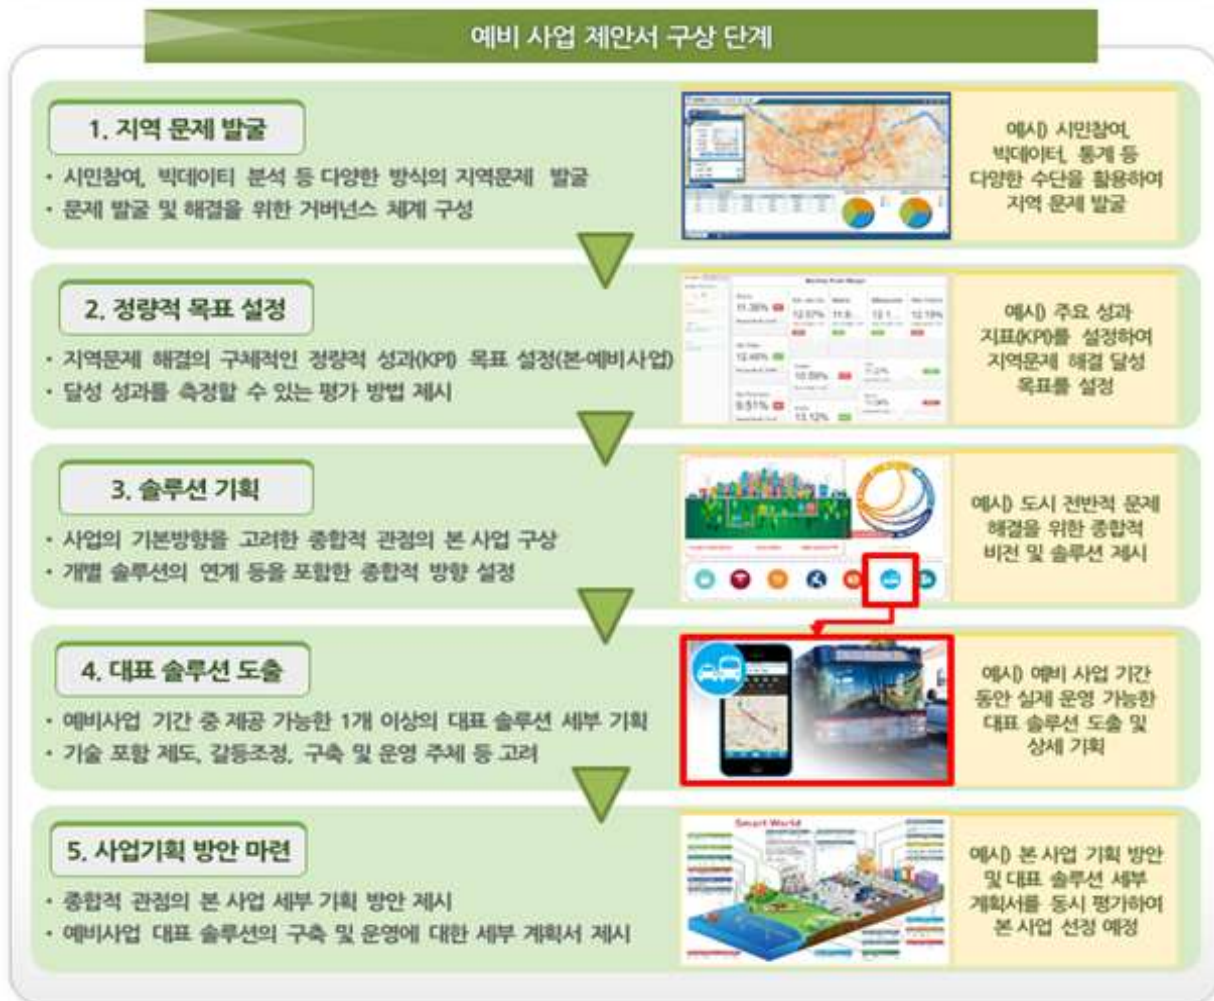 예비 사업 제안서 구상 단계
1. 지역 문제 발굴
• 시민참여, 빅데이티 분석 등 다양한 방식의 지역문제 발굴
• 문제 발굴 및 해결을 위한 거버넌스 체계 구성
예시) 시민참여,
빅데이터, 통계 등
다양한 수단을 활용하여
지역 문제 발굴
2. 정량적 목표 설정
• 지역문제 해결의 구체적인 정량적 성과(KPI) 목표 설정(본·예비사업)
• 달성 성과를 측정할 수 있는 평가 방법 제시
11.36%
12.07%
12.19%
12.46%
10.59%
9.51%
13.12%
예시) 주요 성과
지표(KPI)를 설정하여
지역문제 해결 달성
목표를 설정
3. 솔루션 기획
• 사업의 기본방향을 고려한 종합적 관점의 본 사업 구상
• 개별 솔루션의 연계 등을 포함한 종합적 방향 설정
예시) 도시 전반적 문제
해결을 위한 종합적
비전 및 솔루션 제시
4. 대표 솔루션 도출
• 예비사업 기간 중 제공 가능한 1개 이상의 대표 솔루션 세부 기획
• 기술 포함 제도, 갈등조정, 구축 및 운영 주체 등 고려
예시) 예비 사업 기간
동안 실제 운영 가능한
대표 솔루션 도출 및
상세 기획
5. 사업기획 방안 마련
• 종합적 관점의 본 사업 세부 기획 방안 제시
• 예비사업 대표 솔루션의 구축 및 운영에 대한 세부 계획서 제시
Smart World
예시) 본 사업 기획 방안
및 대표 솔루션 세부
계획서를 동시 평가하여
본 사업 선정 예정